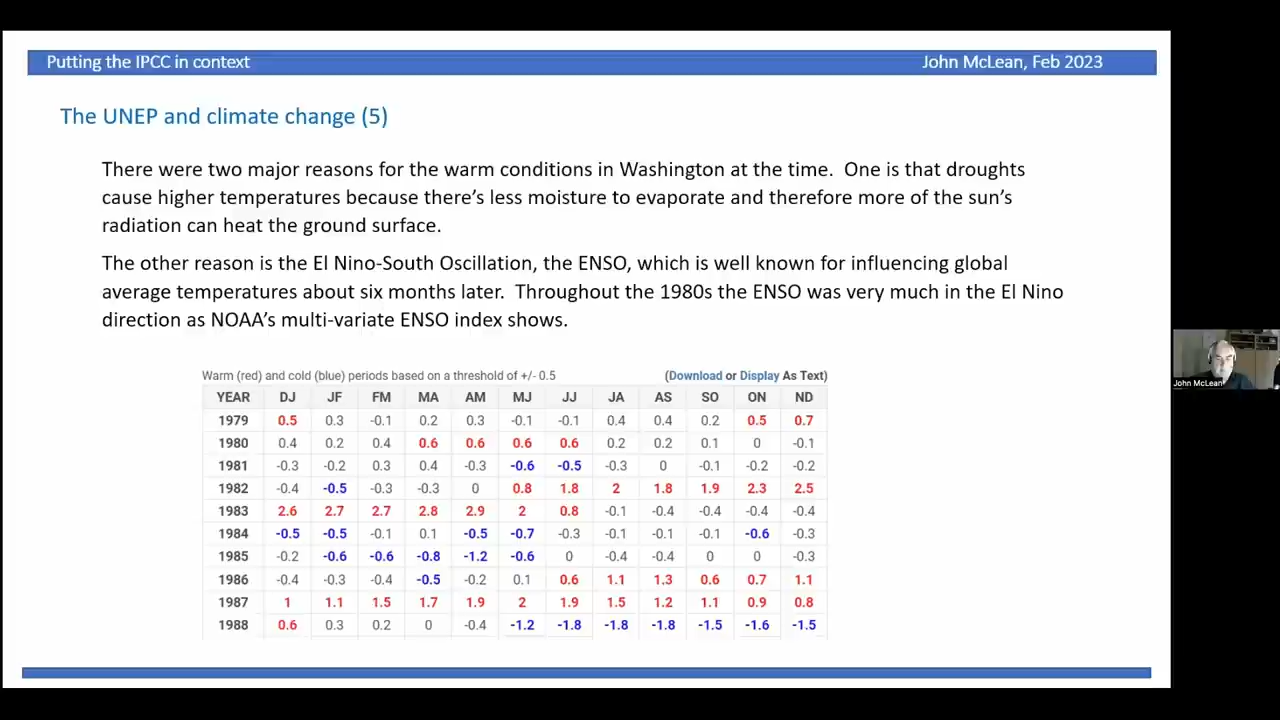 Putting the IPCC in context John McLean, Feb 2023
The UNEP and climate change (5)
There were two major reasons for the warm conditions in Washington at the time. One is that droughts
cause higher temperatures because there's less moisture to evaporate and therefore more of the sun's
radiation can heat the ground surface.
The other reason is the El Nino-South Oscillation, the ENSO, which is well known for influencing global
average temperatures about six months later. Throughout the 1980s the ENSO was very much in the El Nino
direction as NOAA's multi-variate ENSO index shows.
Warm (red) and cold (blue) periods based on a threshold of +/- 0.5 (Download or Display As Text)
YEAR DJ JF FM MA AM MJ JJ JA AS SO ON ND
1979 0.5 0.3 -0.1 0.2 0.3 -0.1 -0.1 0.4 0.4 0.2 0.5 0.7
1980 0.4 0.2 0.4 0.6 0.6 0.6 0.6 0.2 0.2 0.1 0 -0.1
1981 -0.3 -0.2 0.3 0.4 -0.3 -0.6 -0.5 -0.3 0 -0.1 -0.2 -0.2
1982 -0.4 -0.5 -0.3 -0.3 0 0.8 1.8 2 1.8 1.9 2.3 2.5
1983 2.6 2.7 2.7 2.8 2.9 2 0.8 -0.1 -0.4 -0.4 -0.4 -0.4
1984 -0.5 -0.5 -0.1 0.1 -0.5 -0.7 -0.3 -0.1 -0.1 -0.1 -0.6 -0.3
1985 -0.2 -0.6 -0.6 -0.8 -1.2 -0.6 0 -0.4 -0.4 0 0 -0.3
1986 -0.4 -0.3 -0.4 -0.5 -0.2 0.1 0.6 1.1 1.3 0.6 0.7 1.1
1987 1 1.1 1.5 1.7 1.9 2 1.9 1.5 1.2 1.1 0.9 0.8
1988 0.6 0.3 0.2 0 -0.4 -1.2 -1.8 -1.8 -1.8 -1.5 -1.6 -1.5
John McLean